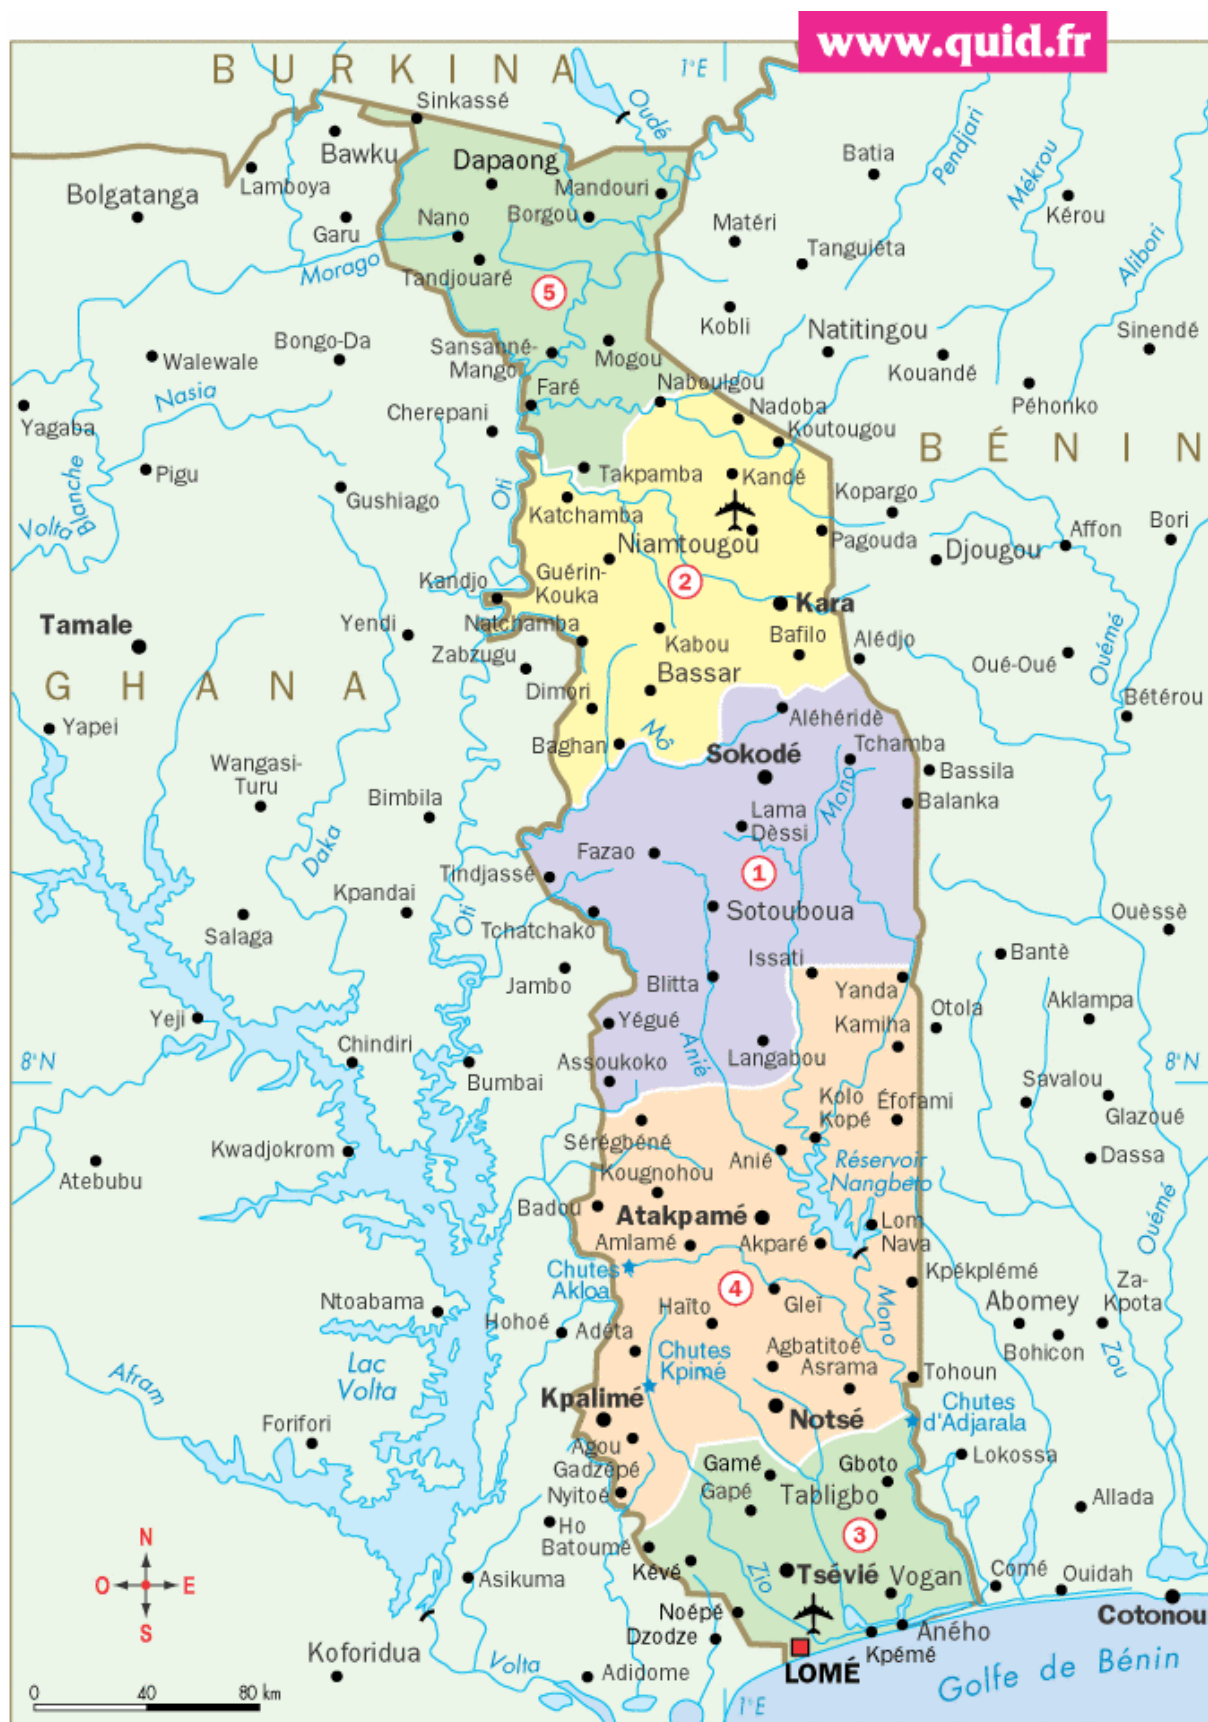 www.quid.fr
BURKINA
1°E
Sinkassé
Oudé
Bawku
Dapaong
Batia
Pendjari
Mékrou
Lamboya
Mandouri
Bolgatanga
Kérou
Garu
Nano
Borgou
Matéri
Tanguiéta
Alibori
Morago
Tandjouaré
5
Kobli
Natitingou
Sinendé
Walewale
Bongo-Da
Sansanné-
Mango
Mogou
Kouandé
Nasia
Faré
Naboulgou
Péhonko
Yagaba
Cherepani
Nadoba
Koutougou
BÉNIN
Pigu
Takpamba
Kandé
Volta
Blanche
Gushiago
Oti
Katchamba
Kopargo
Niamtougou
Pagouda
Djougou
Affon
Bori
Kandjo
Guérin-
Kouka
2
Kara
Tamale
Yendi
Natchamba
Kabou
Bafilo
Alédjo
Ouémé
Zabzugu
Oué-Oué
GHANA
Dimori
Bassar
Bétérou
Yapei
Mô
Aléhéridè
Baghan
Sokodé
Tchamba
Wangasi-
Turu
Mono
Bassila
Bimbila
Balanka
Lama
Dèssi
Daka
Fazao
1
Tindjassé
Kpandai
Oti
Sotouboua
Ouèssè
Salaga
Tchatchako
Bantè
Issati
Jambo
Blitta
Yanda
Aklampa
Yeji
Yégué
Kamiha
Otola
Chindiri
Anié
Langabou
8°N
Bumbai
Assoukoko
8°N
Savalou
Kolo
Kopé
Éfofami
Glazoué
Kwadjokrom
Sérégbéné
Atebubu
Anié
Réservoir
Nangbeto
Dassa
Kougnohou
Badou
Atakpamé
Lom
Nava
Ouémé
Amlamé
Akparé
Chutes
Akloa
Kpékplémé
4
Gleï
Mono
Za-
Kpota
Ntoabama
Haïto
Abomey
Hohoé
Adéta
Bohicon
Zou
Lac
Volta
Chutes
Kpimé
Agbatitoé
Asrama
Tohoun
Afram
Kpalimé
Notsé
Chutes
d'Adjarala
Forifori
Agou
Gadzépé
Lokossa
Gamé
Gboto
Nyitoé
Gapé
Tabligbo
Allada
Ho
3
N
Batoumé
O
E
Asikuma
Kévé
Zio
Tsévié
Vogan
Comé
Ouidah
S
Noépé
Cotonou
Dzodze
Aného
Koforidua
Kpémé
Volta
Adidome
LOMÉ
Golfe de Bénin
0 40 80 km
1°E